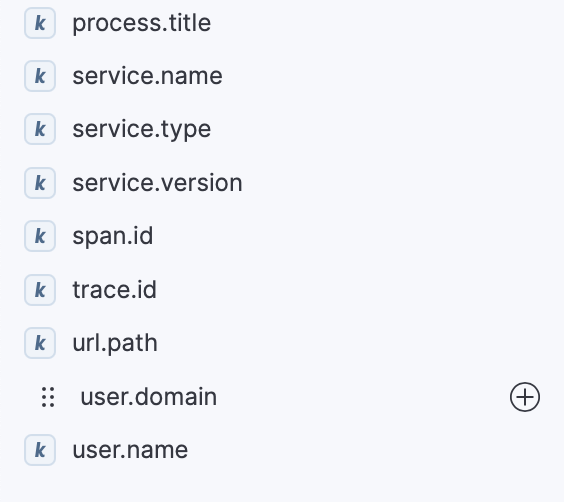 k process.title
k service.name
k service.type
k service.version
k span.id
k trace.id
k url.path
user.domain
k user.name